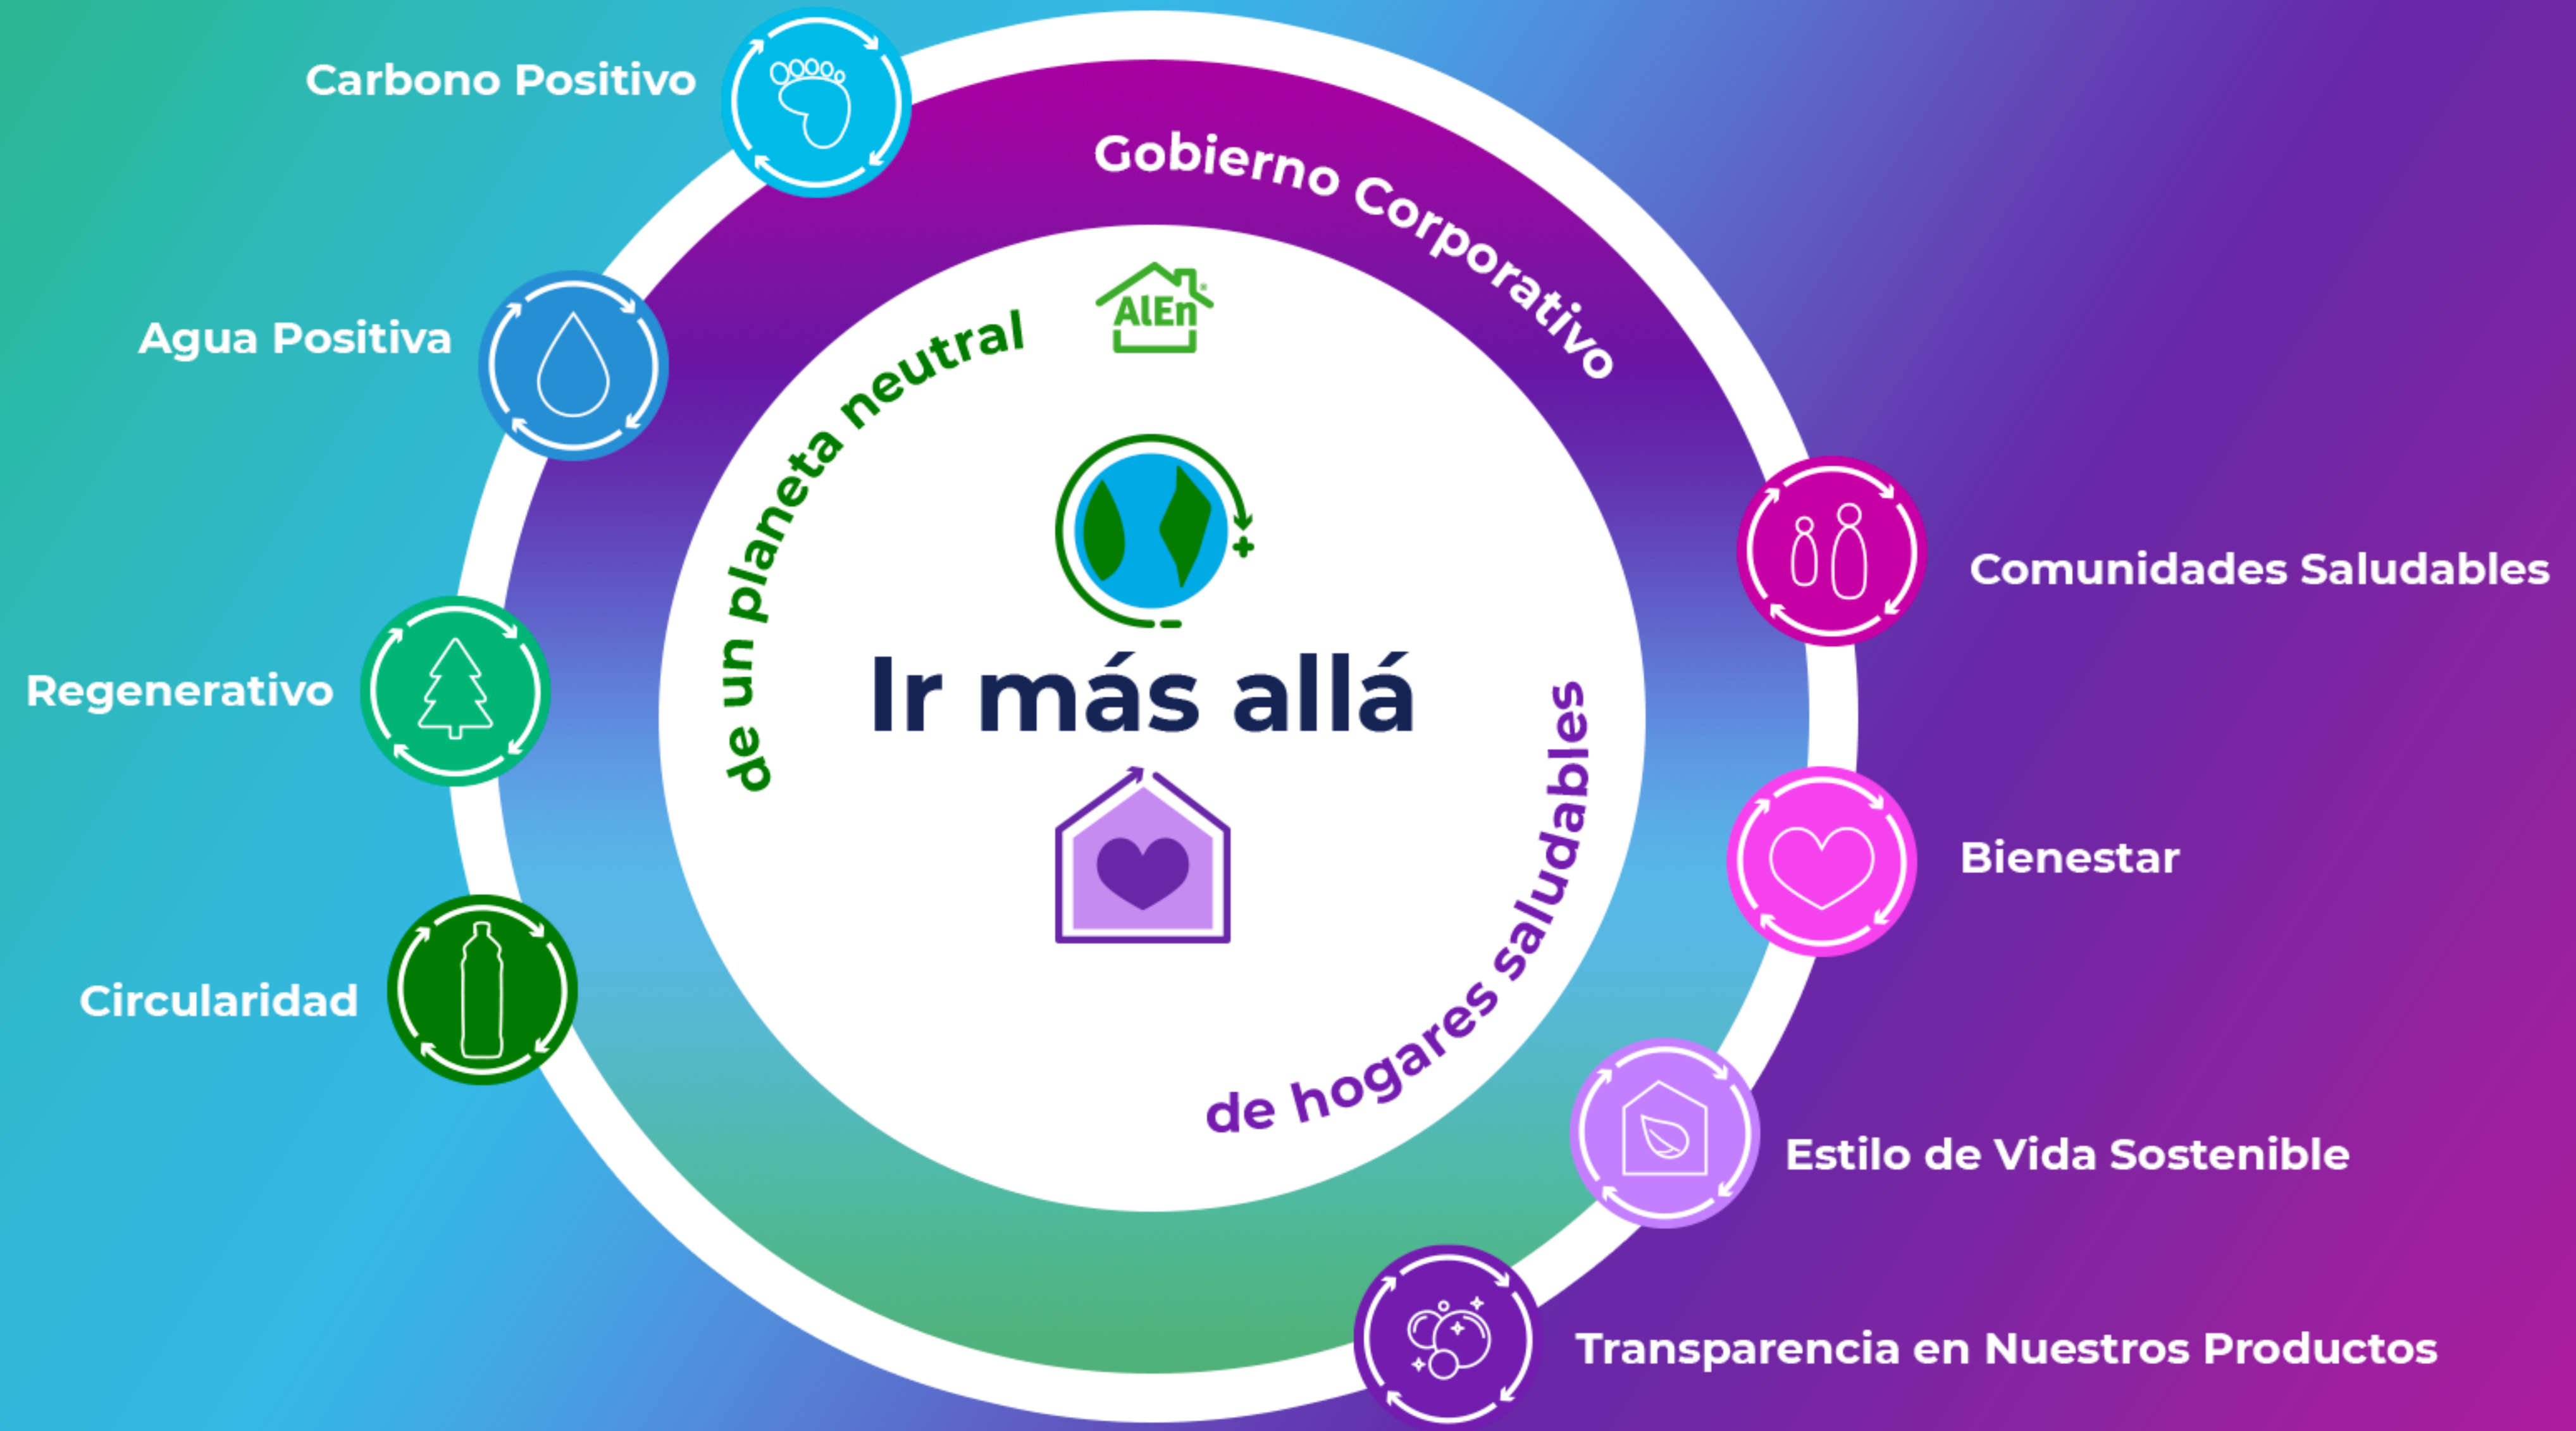 Carbono Positivo
Gobierno Corporativo
Agua Positiva
AlEn
de un planeta neutral
Ir más allá
de hogares saludables
Regenerativo
Circularidad
Comunidades Saludables
Bienestar
Estilo de Vida Sostenible
Transparencia en Nuestros Productos